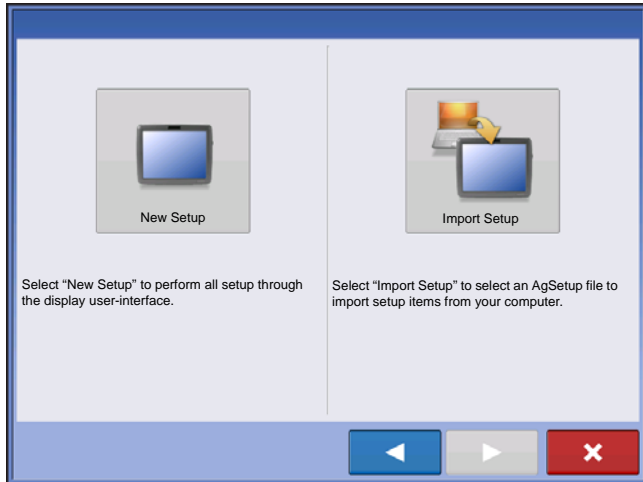 New Setup
Import Setup
Select “New Setup” to perform all setup through
the display user-interface.
Select “Import Setup” to select an AgSetup file to
import setup items from your computer.